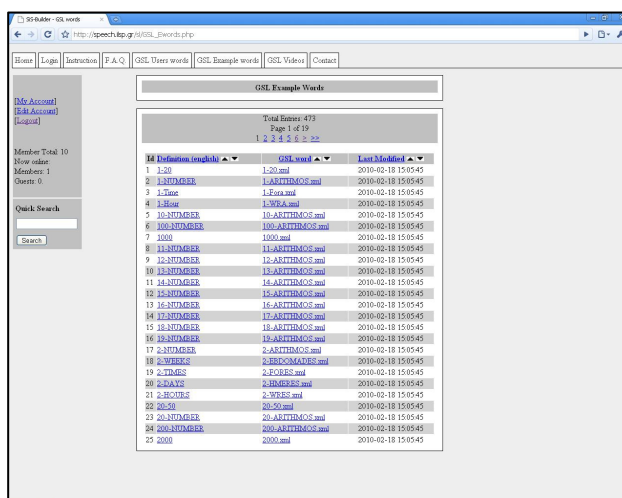 SIS-Builder - GSL words
http://speech.ilsp.gr/sl/GSL_Ewords.php
Home Login Instruction F.A.Q. GSL Users words GSL Example words GSL Videos Contact
[My Account]
[Edit Account]
[Logout]
Member Total: 10
Now online:
Members: 1
Guests: 0.
Quick Search
Search
GSL Example Words
Total Entries: 473
Page 1 of 19
1 2 3 4 5 6 > >>
Id Definition (english) ▲ ▼ GSL word ▲ ▼ Last Modified ▲ ▼
1 1-20 1-20.xml 2010-02-18 15:05:45
2 1-NUMBER 1-ARITHMOS.xml 2010-02-18 15:05:45
3 1-Time 1-Fora.xml 2010-02-18 15:05:45
4 1-Hour 1-WRA.xml 2010-02-18 15:05:45
5 10-NUMBER 10-ARITHMOS.xml 2010-02-18 15:05:45
6 100-NUMBER 100-ARITHMOS.xml 2010-02-18 15:05:45
7 1000 1000.xml 2010-02-18 15:05:45
8 11-NUMBER 11-ARITHMOS.xml 2010-02-18 15:05:45
9 12-NUMBER 12-ARITHMOS.xml 2010-02-18 15:05:45
10 13-NUMBER 13-ARITHMOS.xml 2010-02-18 15:05:45
11 14-NUMBER 14-ARITHMOS.xml 2010-02-18 15:05:45
12 15-NUMBER 15-ARITHMOS.xml 2010-02-18 15:05:45
13 16-NUMBER 16-ARITHMOS.xml 2010-02-18 15:05:45
14 17-NUMBER 17-ARITHMOS.xml 2010-02-18 15:05:45
15 18-NUMBER 18-ARITHMOS.xml 2010-02-18 15:05:45
16 19-NUMBER 19-ARITHMOS.xml 2010-02-18 15:05:45
17 2-NUMBER 2-ARITHMOS.xml 2010-02-18 15:05:45
18 2-WEEKS 2-EBDOMADES.xml 2010-02-18 15:05:45
19 2-TIMES 2-FORES.xml 2010-02-18 15:05:45
20 2-DAYS 2-HMERES.xml 2010-02-18 15:05:45
21 2-HOURS 2-WRES.xml 2010-02-18 15:05:45
22 20-50 20-50.xml 2010-02-18 15:05:45
23 20-NUMBER 20-ARITHMOS.xml 2010-02-18 15:05:45
24 200-NUMBER 200-ARITHMOS.xml 2010-02-18 15:05:45
25 2000 2000.xml 2010-02-18 15:05:45